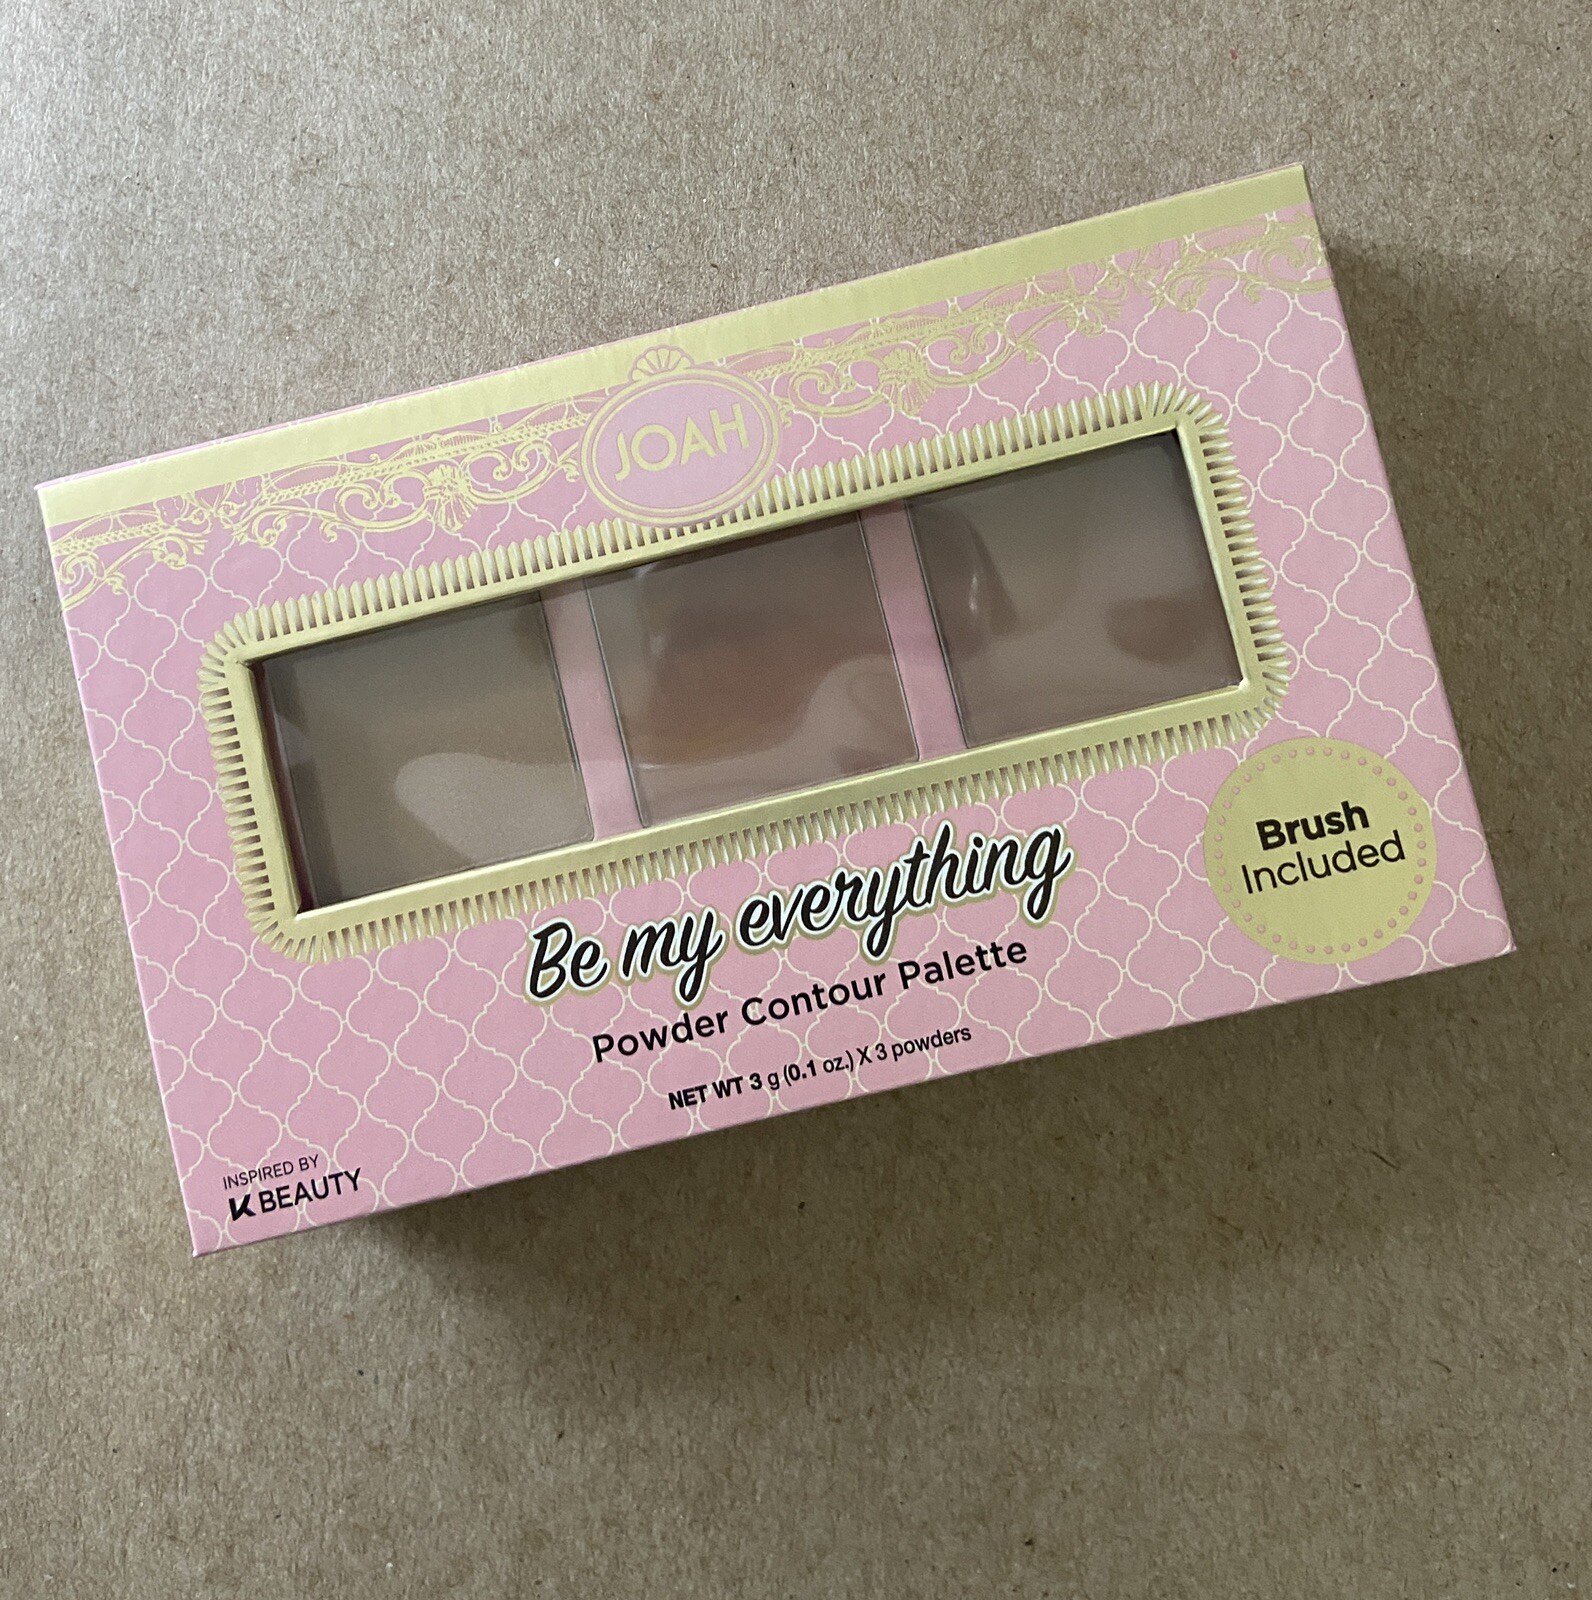 JOAH
Be my everything
Powder Contour Palette
NET WT 3 g (0.1 oz.) X 3 powders
Brush
Included
INSPIRED BY
K BEAUTY